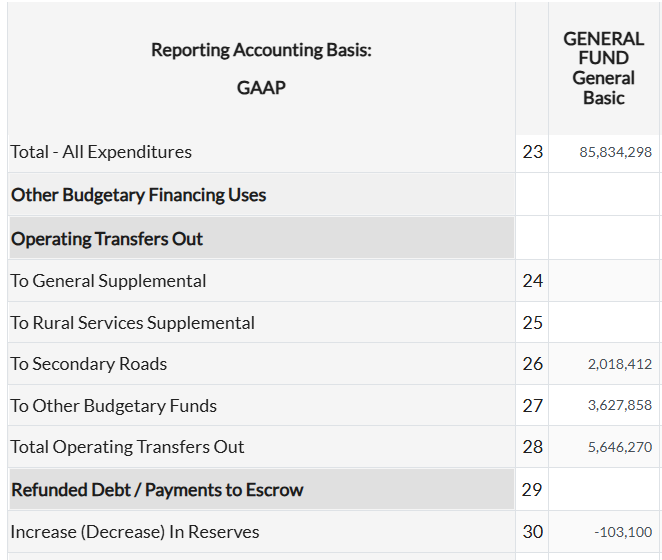 Reporting Accounting Basis:
GAAP
GENERAL
FUND
General
Basic
Total - All Expenditures 23 85,834,298
Other Budgetary Financing Uses
Operating Transfers Out
To General Supplemental 24
To Rural Services Supplemental 25
To Secondary Roads 26 2,018,412
To Other Budgetary Funds 27 3,627,858
Total Operating Transfers Out 28 5,646,270
Refunded Debt / Payments to Escrow 29
Increase (Decrease) In Reserves 30 -103,100